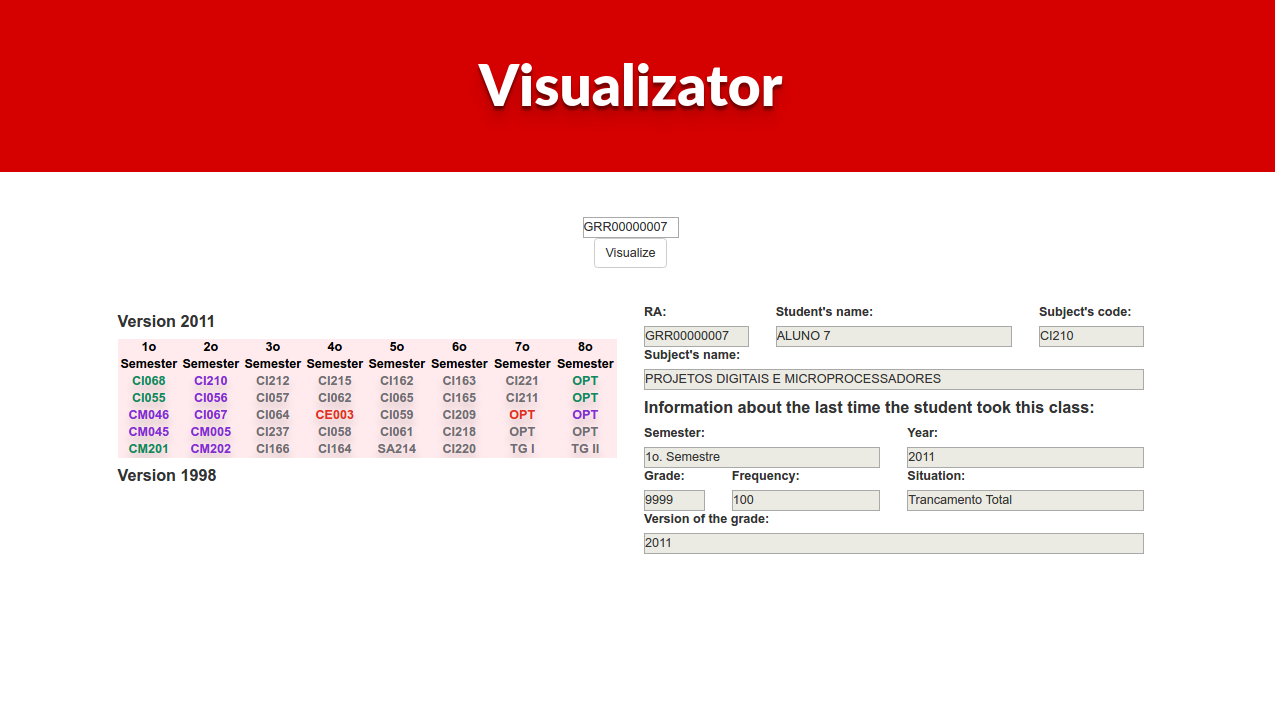 Visualizator
GRR00000007
Visualize
Version 2011
1o 2o 3o 4o 5o 6o 7o 8o
Semester Semester Semester Semester Semester Semester Semester Semester
CI068 CI210 CI212 CI215 CI162 CI163 CI221 OPT
CI055 CI056 CI057 CI062 CI065 CI165 CI211 OPT
CM046 CI067 CI064 CE003 CI059 CI209 OPT OPT
CM045 CM005 CI237 CI058 CI061 CI218 OPT OPT
CM201 CM202 CI166 CI164 SA214 CI220 TG I TG II
Version 1998
RA: Student's name: Subject's code:
GRR00000007 ALUNO 7 CI210
Subject's name:
PROJETOS DIGITAIS E MICROPROCESSADORES
Information about the last time the student took this class:
Semester: Year:
1o. Semestre 2011
Grade: Frequency: Situation:
9999 100 Trancamento Total
Version of the grade:
2011